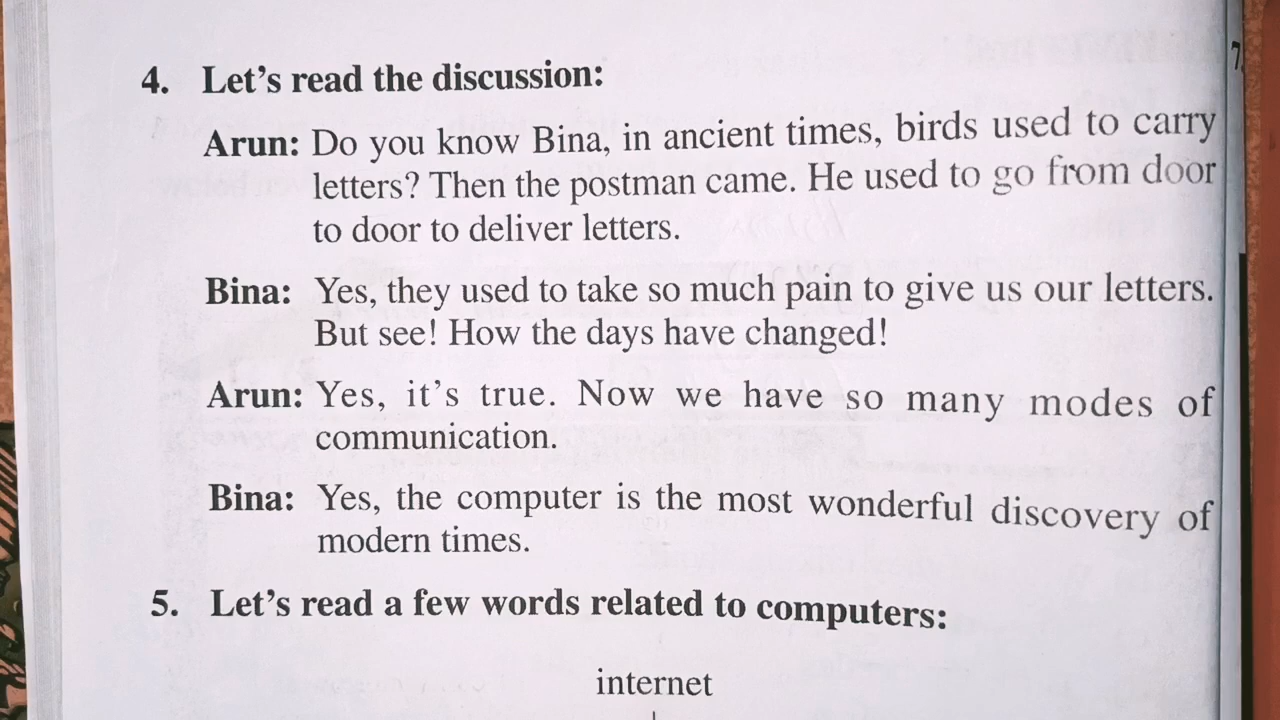 4. Let's read the discussion:
Arun: Do you know Bina, in ancient times, birds used to carry
letters? Then the postman came. He used to go from door
to door to deliver letters.
Bina: Yes, they used to take so much pain to give us our letters.
But see! How the days have changed!
Arun: Yes, it's true. Now we have so many modes of
communication.
Bina: Yes, the computer is the most wonderful discovery of
modern times.
5. Let's read a few words related to computers:
internet
7.